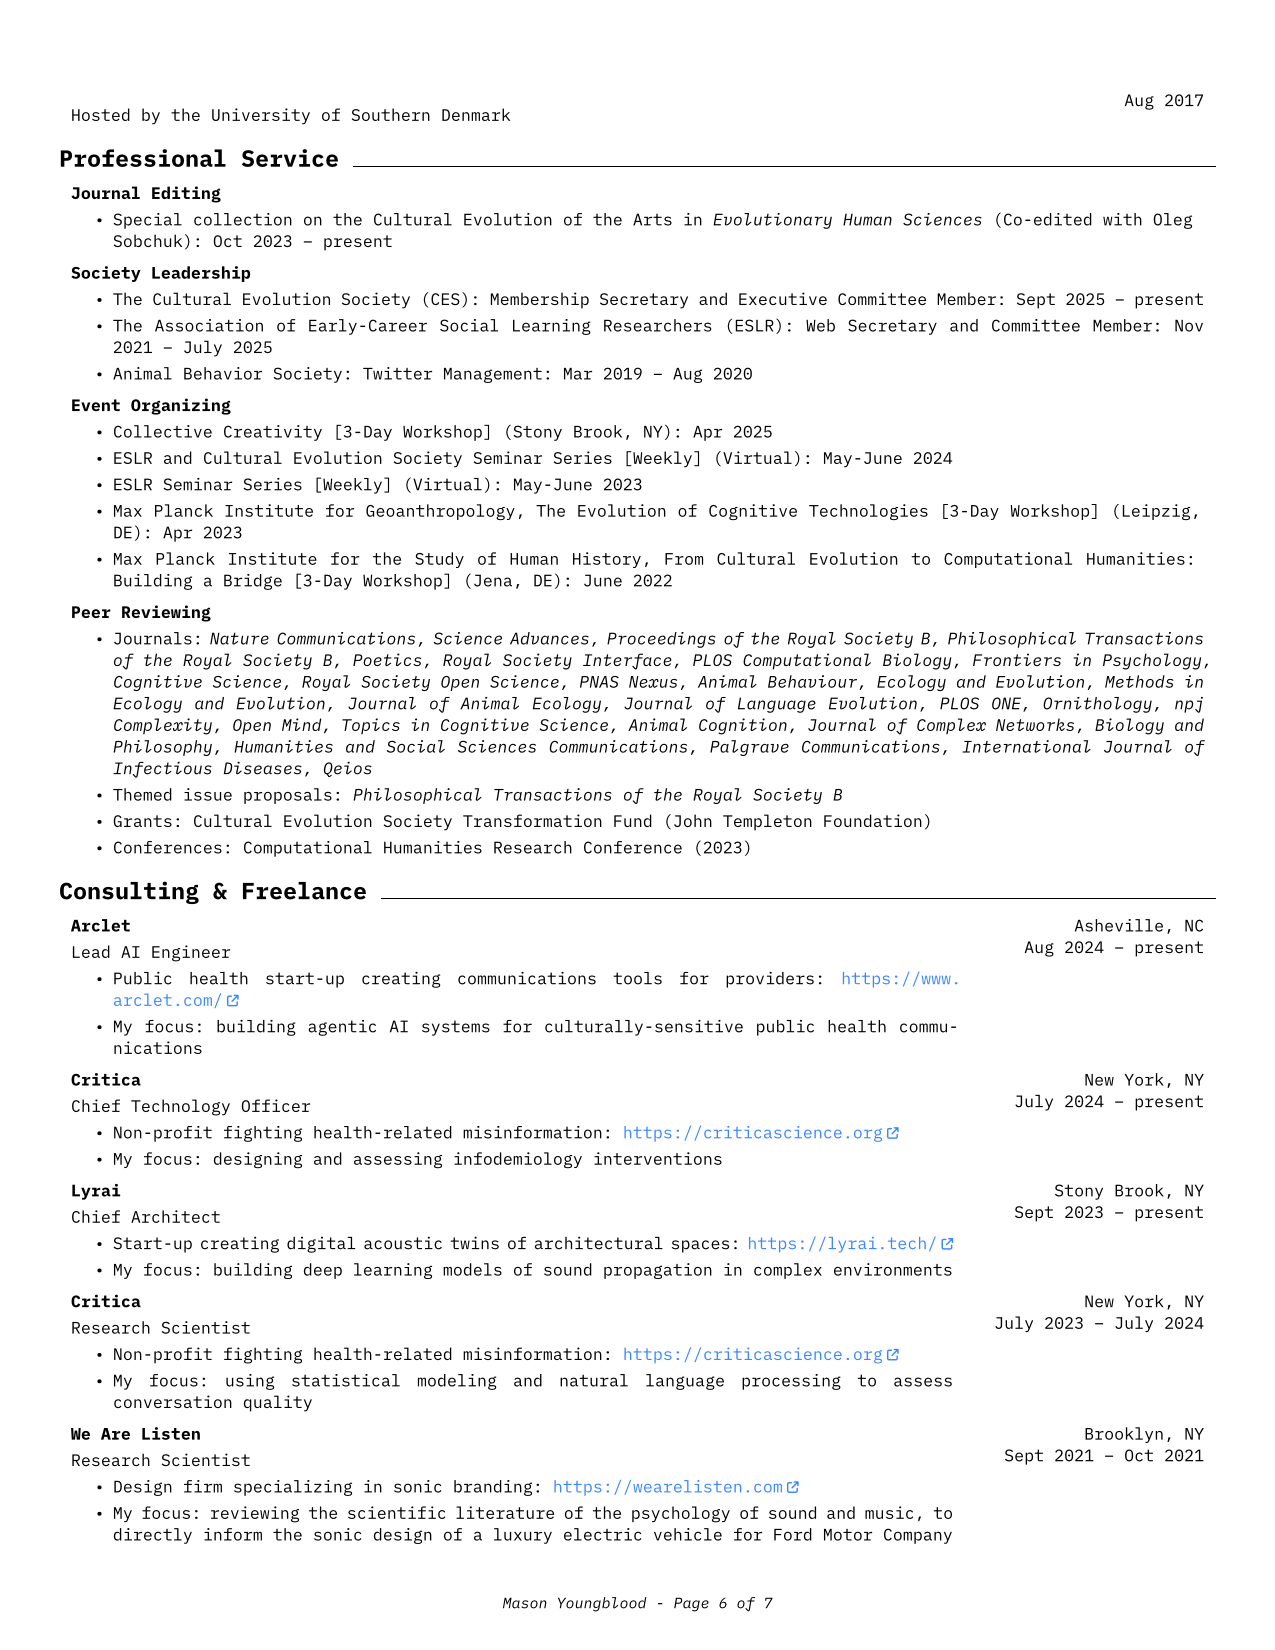 Aug 2017
Hosted by the University of Southern Denmark
Professional Service
Journal Editing
• Special collection on the Cultural Evolution of the Arts in Evolutionary Human Sciences (Co-edited with Oleg
Sobchuk): Oct 2023 – present
Society Leadership
• The Cultural Evolution Society (CES): Membership Secretary and Executive Committee Member: Sept 2025 – present
• The Association of Early-Career Social Learning Researchers (ESLR): Web Secretary and Committee Member: Nov
2021 – July 2025
• Animal Behavior Society: Twitter Management: Mar 2019 – Aug 2020
Event Organizing
• Collective Creativity [3-Day Workshop] (Stony Brook, NY): Apr 2025
• ESLR and Cultural Evolution Society Seminar Series [Weekly] (Virtual): May-June 2024
• ESLR Seminar Series [Weekly] (Virtual): May-June 2023
• Max Planck Institute for Geoanthropology, The Evolution of Cognitive Technologies [3-Day Workshop] (Leipzig,
DE): Apr 2023
• Max Planck Institute for the Study of Human History, From Cultural Evolution to Computational Humanities:
Building a Bridge [3-Day Workshop] (Jena, DE): June 2022
Peer Reviewing
• Journals: Nature Communications, Science Advances, Proceedings of the Royal Society B, Philosophical Transactions
of the Royal Society B, Poetics, Royal Society Interface, PLOS Computational Biology, Frontiers in Psychology,
Cognitive Science, Royal Society Open Science, PNAS Nexus, Animal Behaviour, Ecology and Evolution, Methods in
Ecology and Evolution, Journal of Animal Ecology, Journal of Language Evolution, PLOS ONE, Ornithology, npj
Complexity, Open Mind, Topics in Cognitive Science, Animal Cognition, Journal of Complex Networks, Biology and
Philosophy, Humanities and Social Sciences Communications, Palgrave Communications, International Journal of
Infectious Diseases, Qeios
• Themed issue proposals: Philosophical Transactions of the Royal Society B
• Grants: Cultural Evolution Society Transformation Fund (John Templeton Foundation)
• Conferences: Computational Humanities Research Conference (2023)
Consulting & Freelance
Arclet
Asheville, NC
Lead AI Engineer
Aug 2024 – present
• Public health start-up creating communications tools for providers: https://www.
arclet.com/
• My focus: building agentic AI systems for culturally-sensitive public health commu-
nications
Critica
New York, NY
Chief Technology Officer
July 2024 – present
• Non-profit fighting health-related misinformation: https://criticascience.org
• My focus: designing and assessing infodemiology interventions
Lyrai
Stony Brook, NY
Chief Architect
Sept 2023 – present
• Start-up creating digital acoustic twins of architectural spaces: https://lyrai.tech/
• My focus: building deep learning models of sound propagation in complex environments
Critica
New York, NY
Research Scientist
July 2023 – July 2024
• Non-profit fighting health-related misinformation: https://criticascience.org
• My focus: using statistical modeling and natural language processing to assess
conversation quality
We Are Listen
Brooklyn, NY
Research Scientist
Sept 2021 – Oct 2021
• Design firm specializing in sonic branding: https://wearelisten.com
• My focus: reviewing the scientific literature of the psychology of sound and music, to
directly inform the sonic design of a luxury electric vehicle for Ford Motor Company
Mason Youngblood - Page 6 of 7